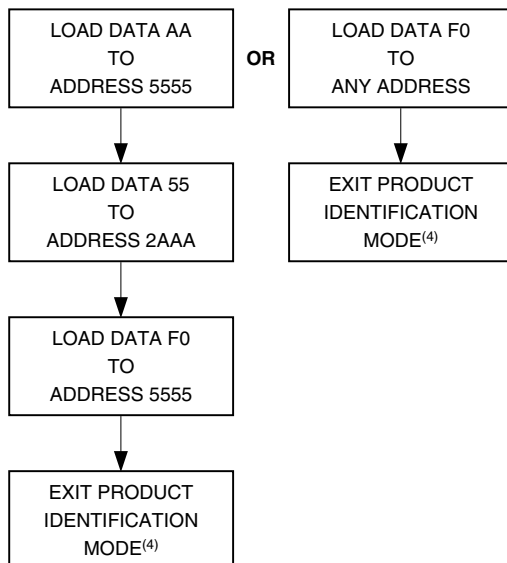 LOAD DATA AA
TO
ADDRESS 5555
LOAD DATA 55
TO
ADDRESS 2AAA
LOAD DATA F0
TO
ADDRESS 5555
EXIT PRODUCT
IDENTIFICATION
MODE(4)
OR
LOAD DATA F0
TO
ANY ADDRESS
EXIT PRODUCT
IDENTIFICATION
MODE(4)